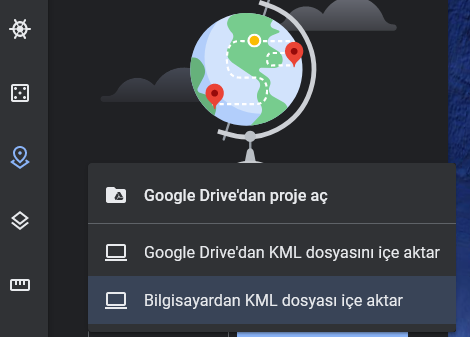 Google Drive'dan proje aç
Google Drive'dan KML dosyasını içe aktar
Bilgisayardan KML dosyası içe aktar